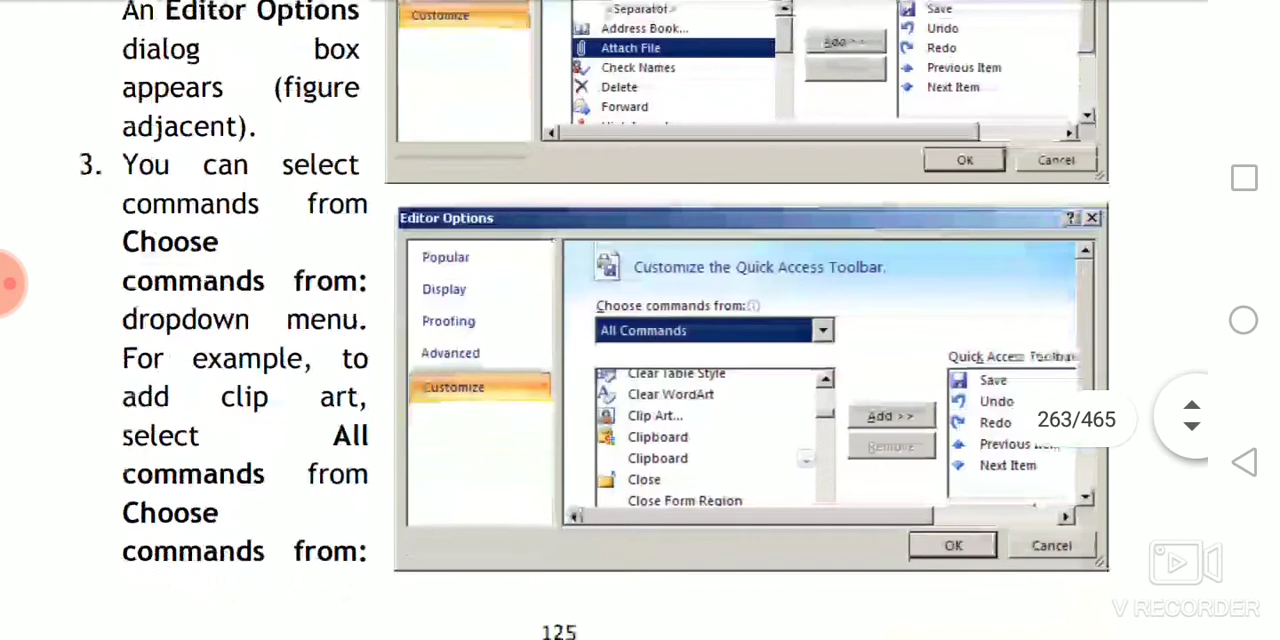 An Editor Options
dialog box
appears (figure
adjacent).
3. You can select
commands from
Choose
commands from:
dropdown menu.
For example, to
add clip art,
select All
commands from
Choose
commands from:
Customize
<Separator>
Address Book...
Attach File
Check Names
Delete
Forward
Add >>
Save
Undo
Redo
Previous Item
Next Item
OK
Cancel
Editor Options
Popular
Display
Proofing
Advanced
Customize
Customize the Quick Access Toolbar.
Choose commands from:
All Commands
Clear Table Style
Clear WordArt
Clip Art...
Clipboard
Clipboard
Close
Close Form Region
Add >>
Remove
Quick Access Toolbar
Save
Undo
Redo
Previous
Next Item
OK
Cancel
263/465
125
V RECORDER